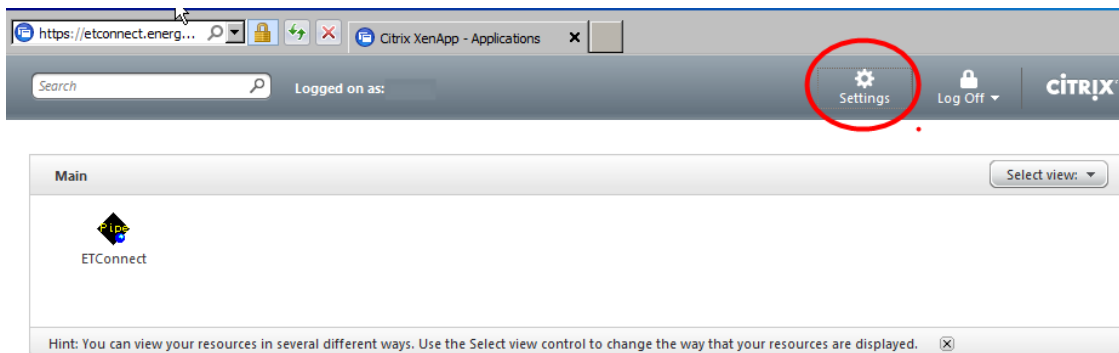 https://etconnect.energ...
Citrix XenApp - Applications
Search
Logged on as:
Settings
Log Off
CITRIX
Main
Select view:
Pipe
ETConnect
Hint: You can view your resources in several different ways. Use the Select view control to change the way that your resources are displayed.